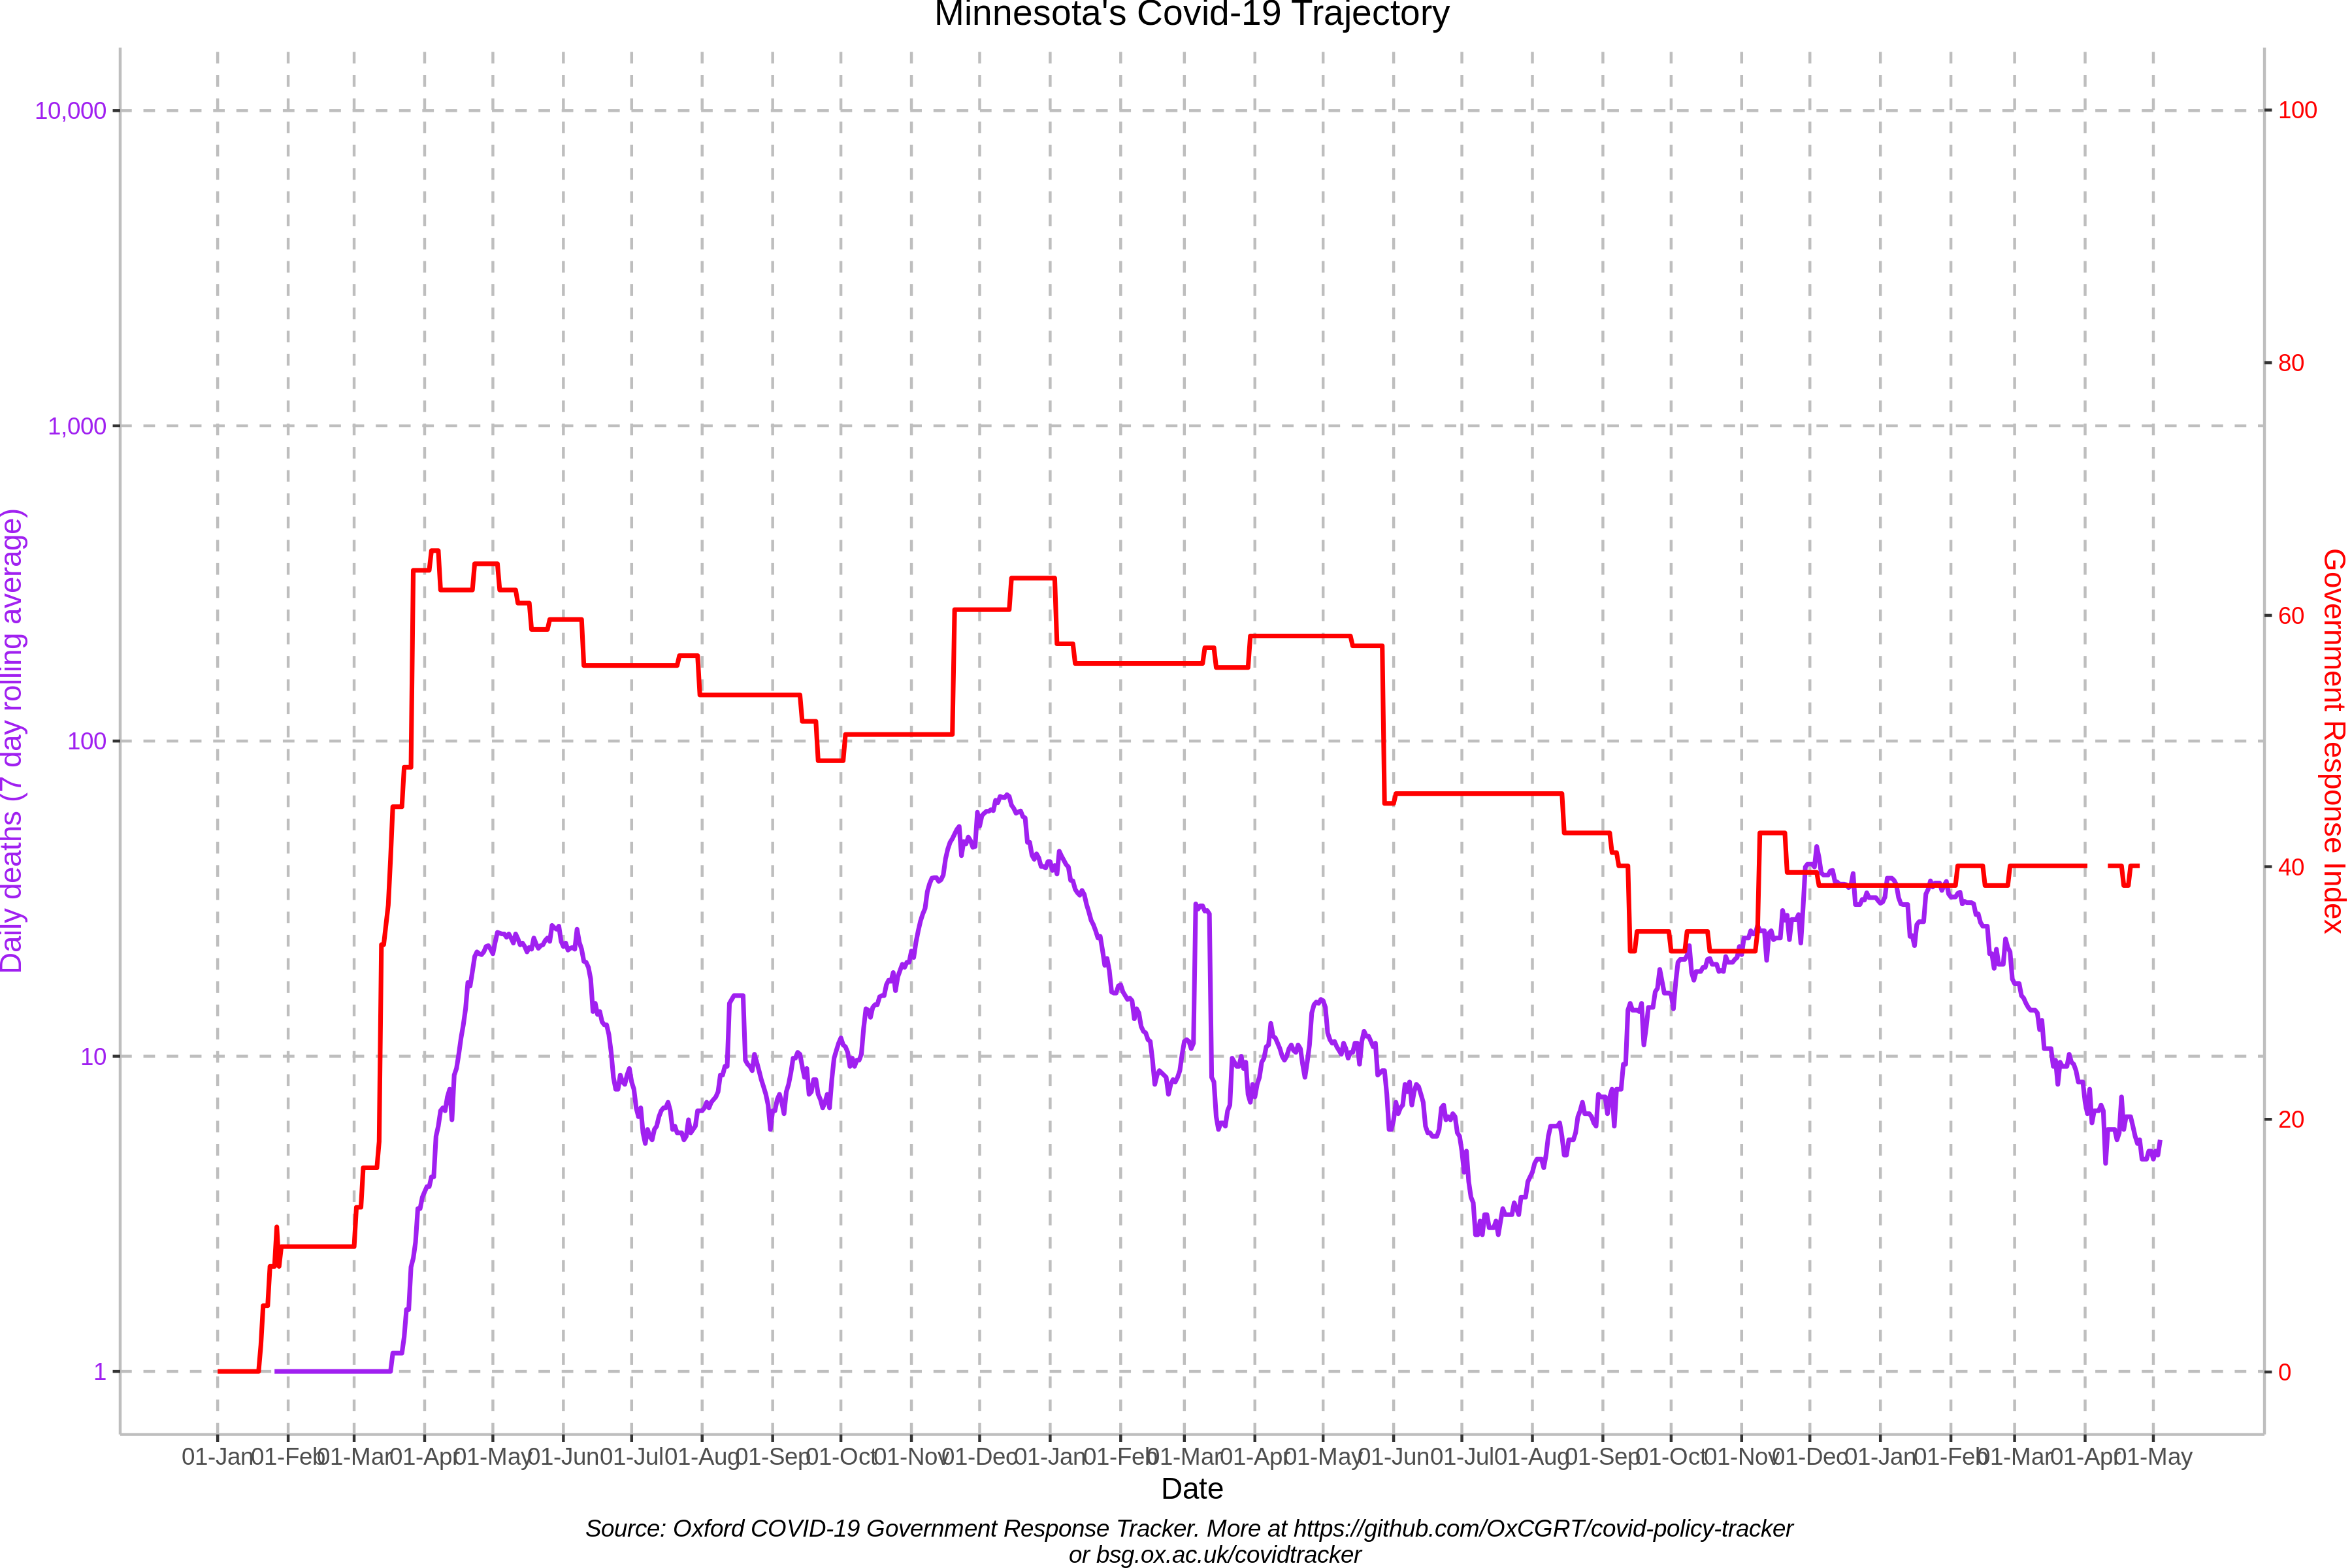 Minnesota's Covid-19 Trajectory
10,000
1,000
100
10
1
Daily deaths (7 day rolling average)
100
80
60
40
20
0
Government Response Index
01-Jan 01-Feb 01-Mar 01-Apr 01-May 01-Jun 01-Jul 01-Aug 01-Sep 01-Oct 01-Nov 01-Dec 01-Jan 01-Feb 01-Mar 01-Apr 01-May 01-Jun 01-Jul 01-Aug 01-Sep 01-Oct 01-Nov 01-Dec 01-Jan 01-Feb 01-Mar 01-Apr 01-May
Date
Source: Oxford COVID-19 Government Response Tracker. More at https://github.com/OxCGRT/covid-policy-tracker
or bsg.ox.ac.uk/covidtracker